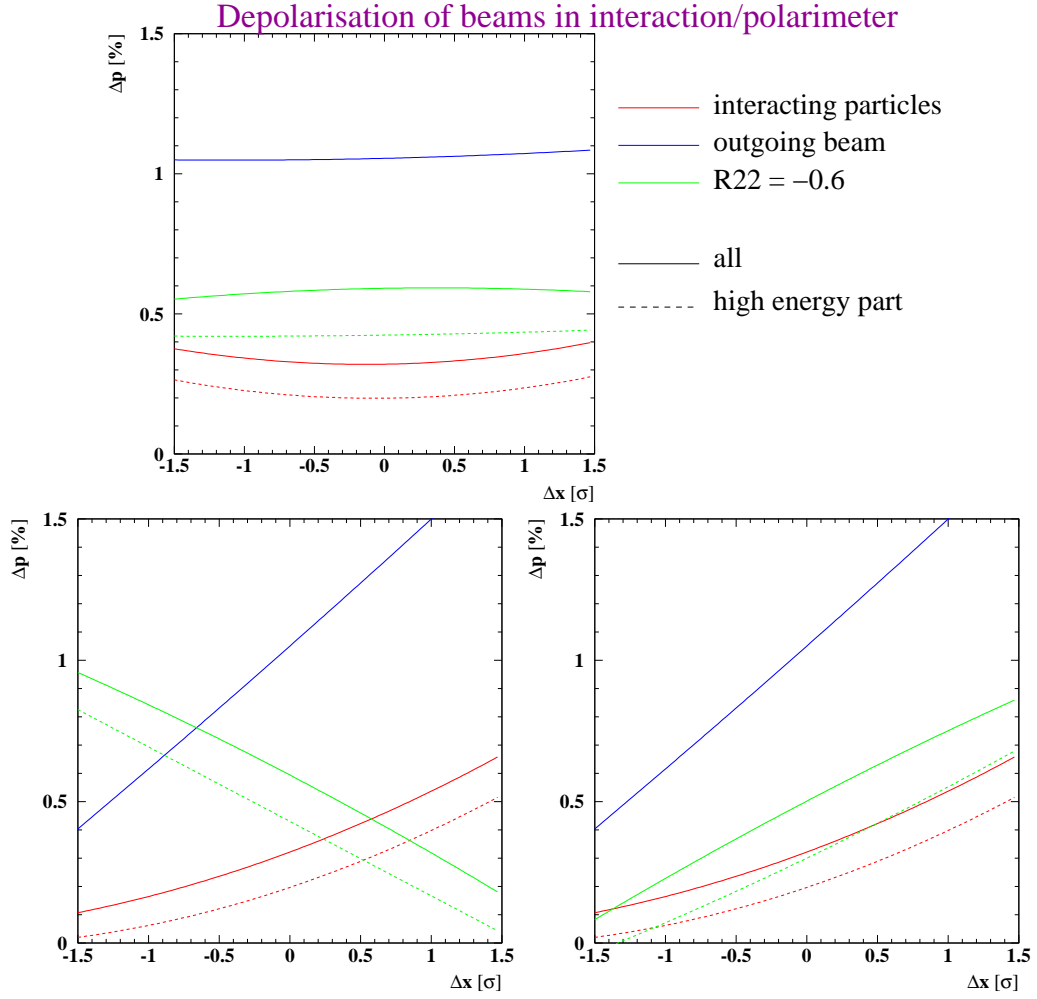 Depolarisation of beams in interaction/polarimeter
Δp [%]
1.5
1
0.5
0
-1.5 -1 -0.5 0 0.5 1 1.5
Δx [σ]
interacting particles
outgoing beam
R22 = −0.6
all
high energy part
Δp [%]
1.5
1
0.5
0
-1.5 -1 -0.5 0 0.5 1 1.5
Δx [σ]
Δp [%]
1.5
1
0.5
0
-1.5 -1 -0.5 0 0.5 1 1.5
Δx [σ]